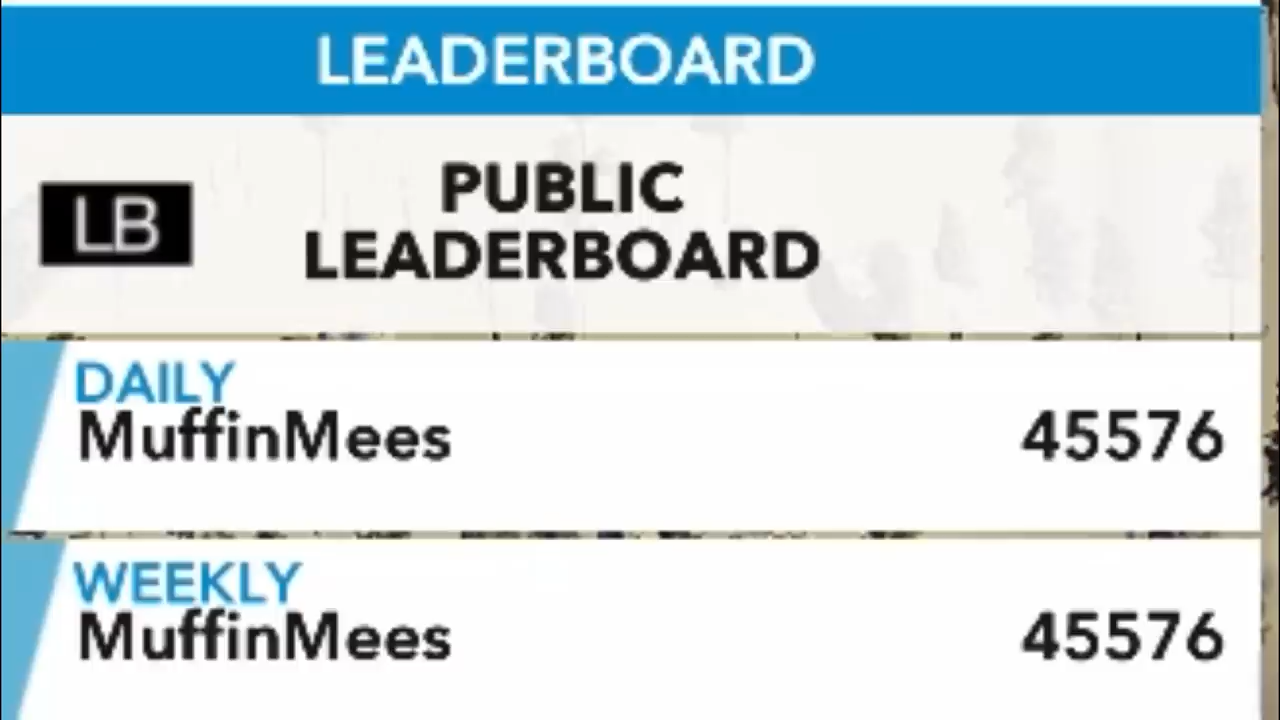 LEADERBOARD
LB
PUBLIC
LEADERBOARD
DAILY
MuffinMees 45576
WEEKLY
MuffinMees 45576